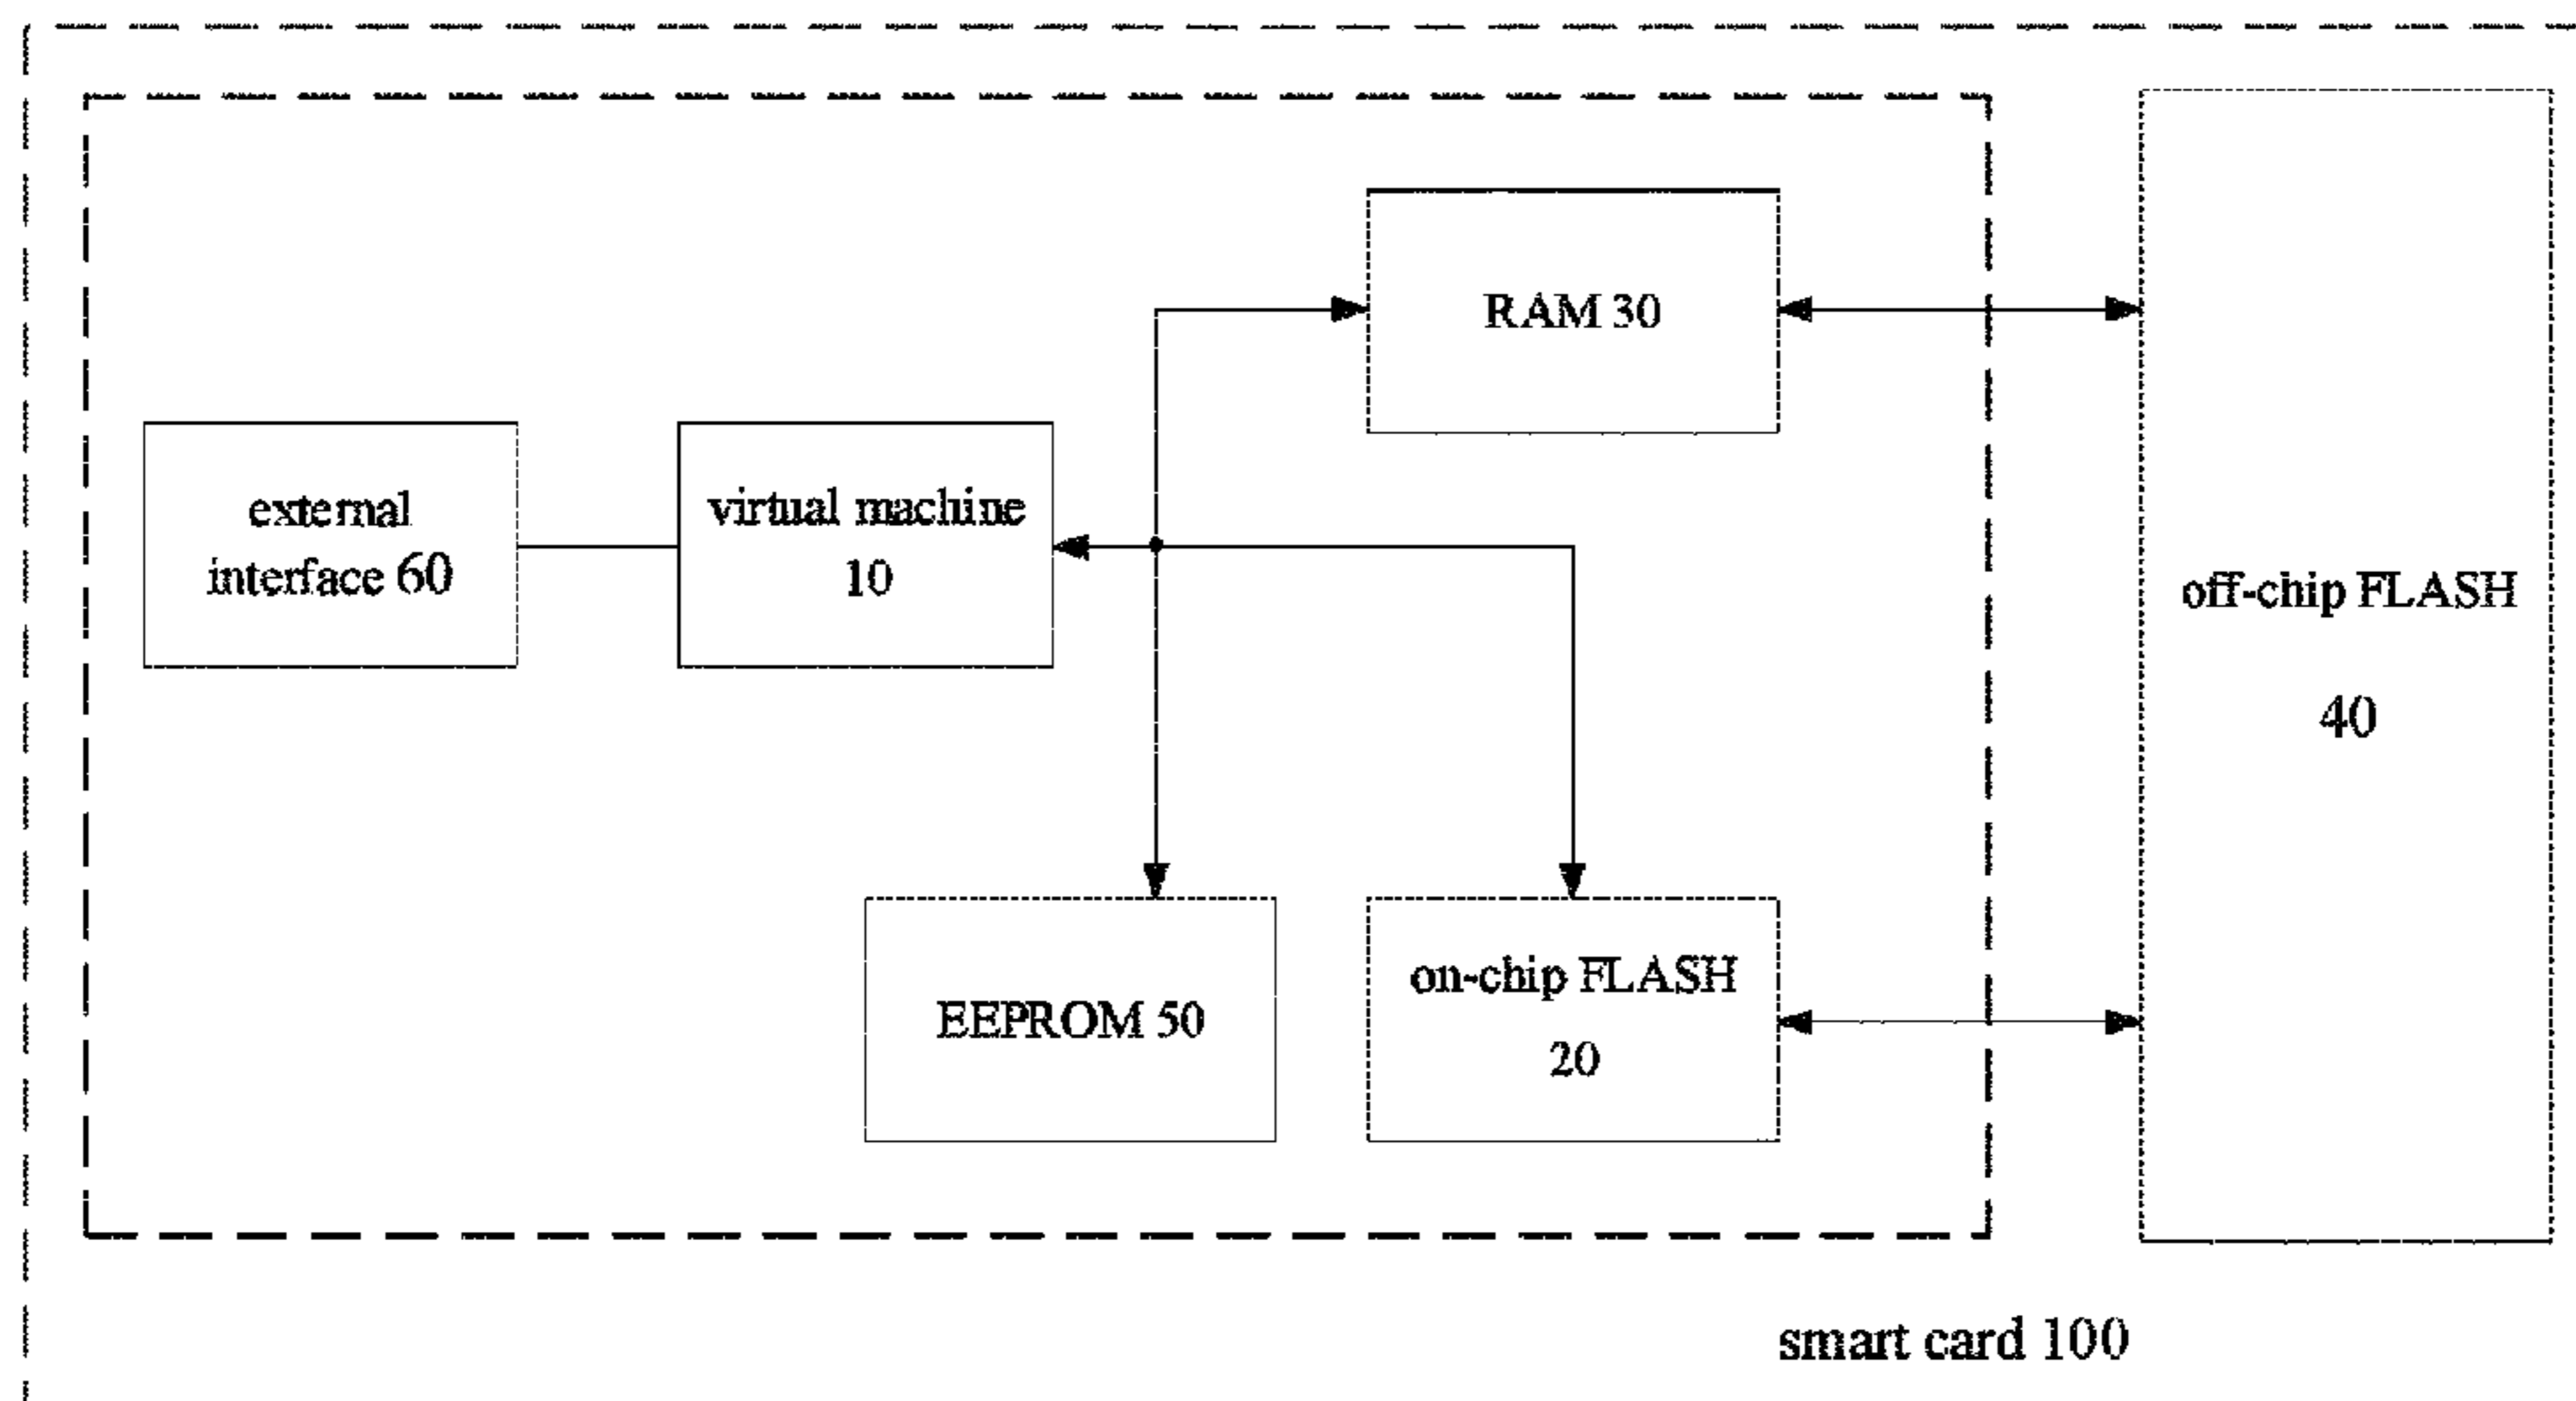 RAM 30
external
interface 60
virtual machine
10
off-chip FLASH
40
EEPROM 50
on-chip FLASH
20
smart card 100